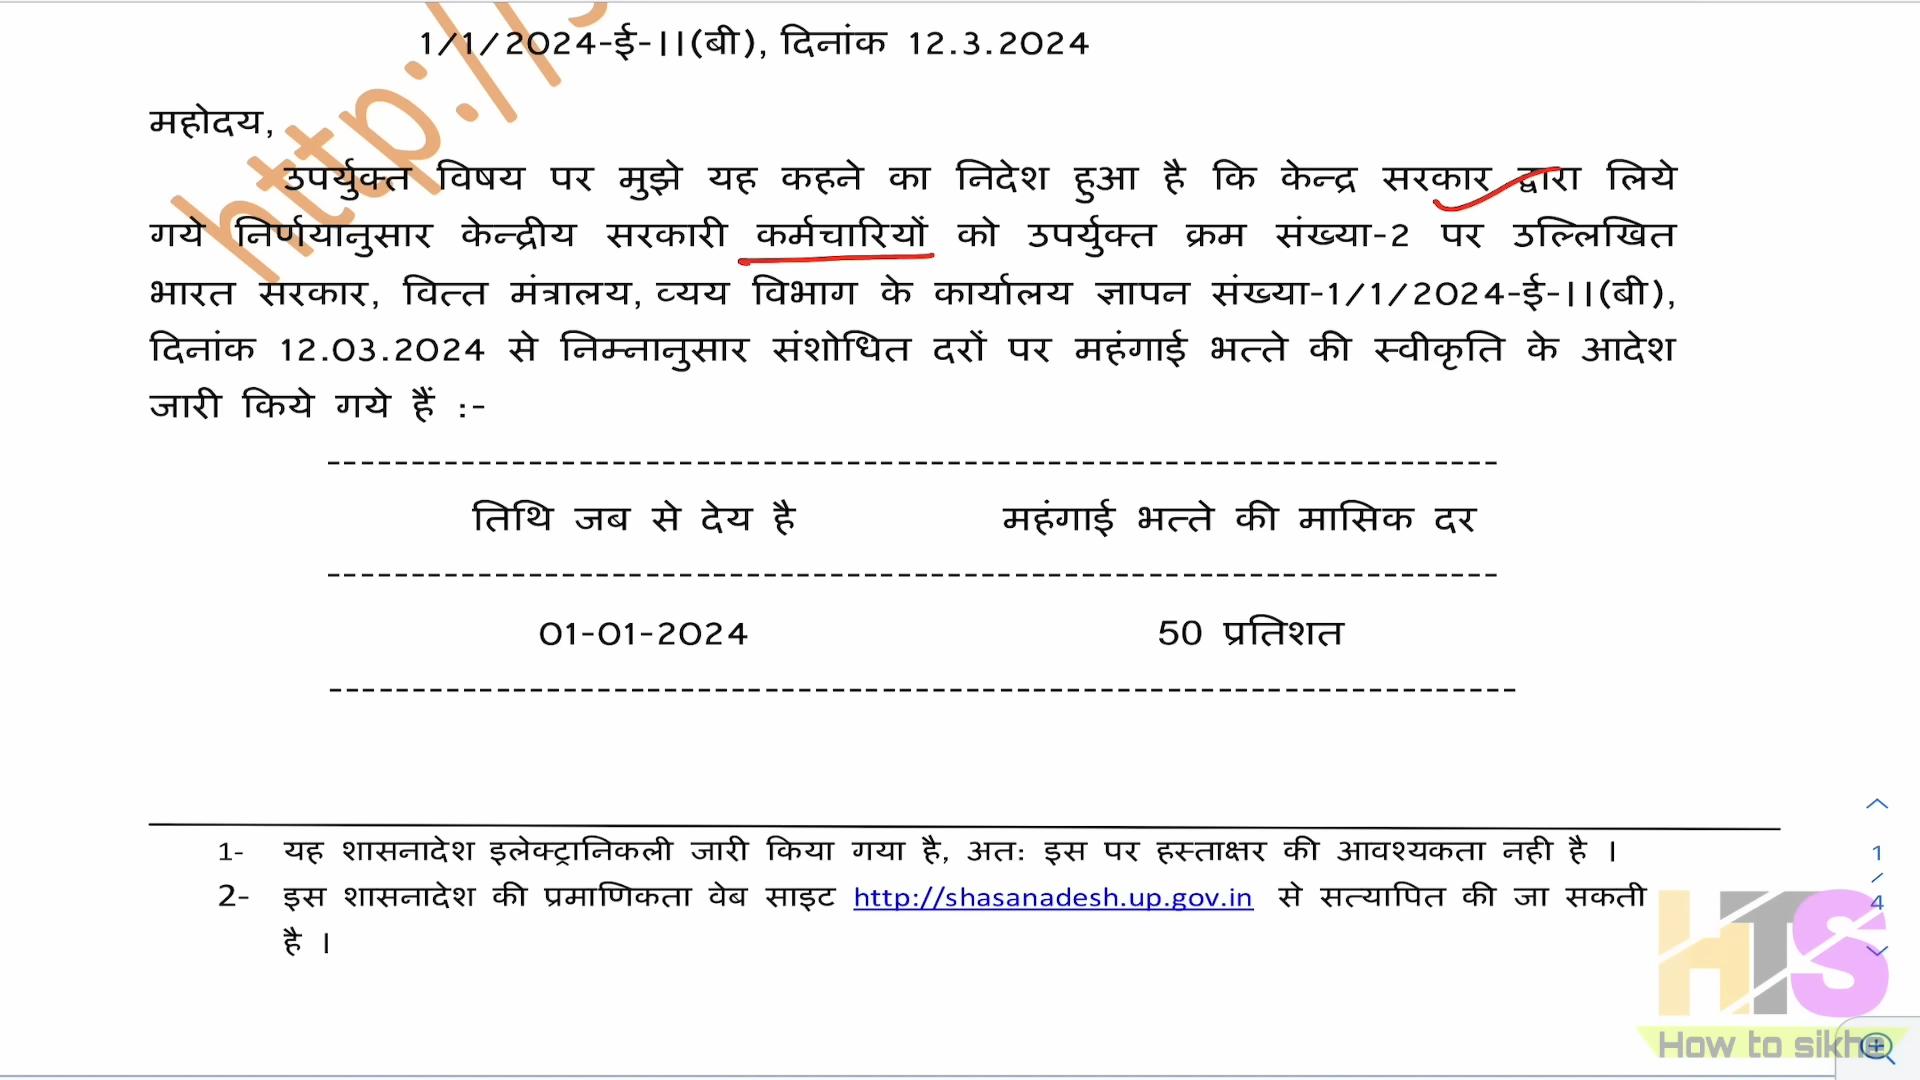 1/1/2024-ई-II(बी), दिनांक 12.3.2024
महोदय,
उपर्युक्त विषय पर मुझे यह कहने का निदेश हुआ है कि केन्द्र सरकार द्वारा लिये
गये निर्णयानुसार केन्द्रीय सरकारी कर्मचारियों को उपर्युक्त क्रम संख्या-2 पर उल्लिखित
भारत सरकार, वित्त मंत्रालय, व्यय विभाग के कार्यालय ज्ञापन संख्या-1/1/2024-ई-II(बी),
दिनांक 12.03.2024 से निम्नानुसार संशोधित दरों पर महंगाई भत्ते की स्वीकृति के आदेश
जारी किये गये हैं :-
तिथि जब से देय है महंगाई भत्ते की मासिक दर
01-01-2024 50 प्रतिशत
1- यह शासनादेश इलेक्ट्रानिकली जारी किया गया है, अतः इस पर हस्ताक्षर की आवश्यकता नही है ।
2- इस शासनादेश की प्रमाणिकता वेब साइट http://shasanadesh.up.gov.in से सत्यापित की जा सकती
है ।
http:/
1
/
4
HTS
How to sikhe